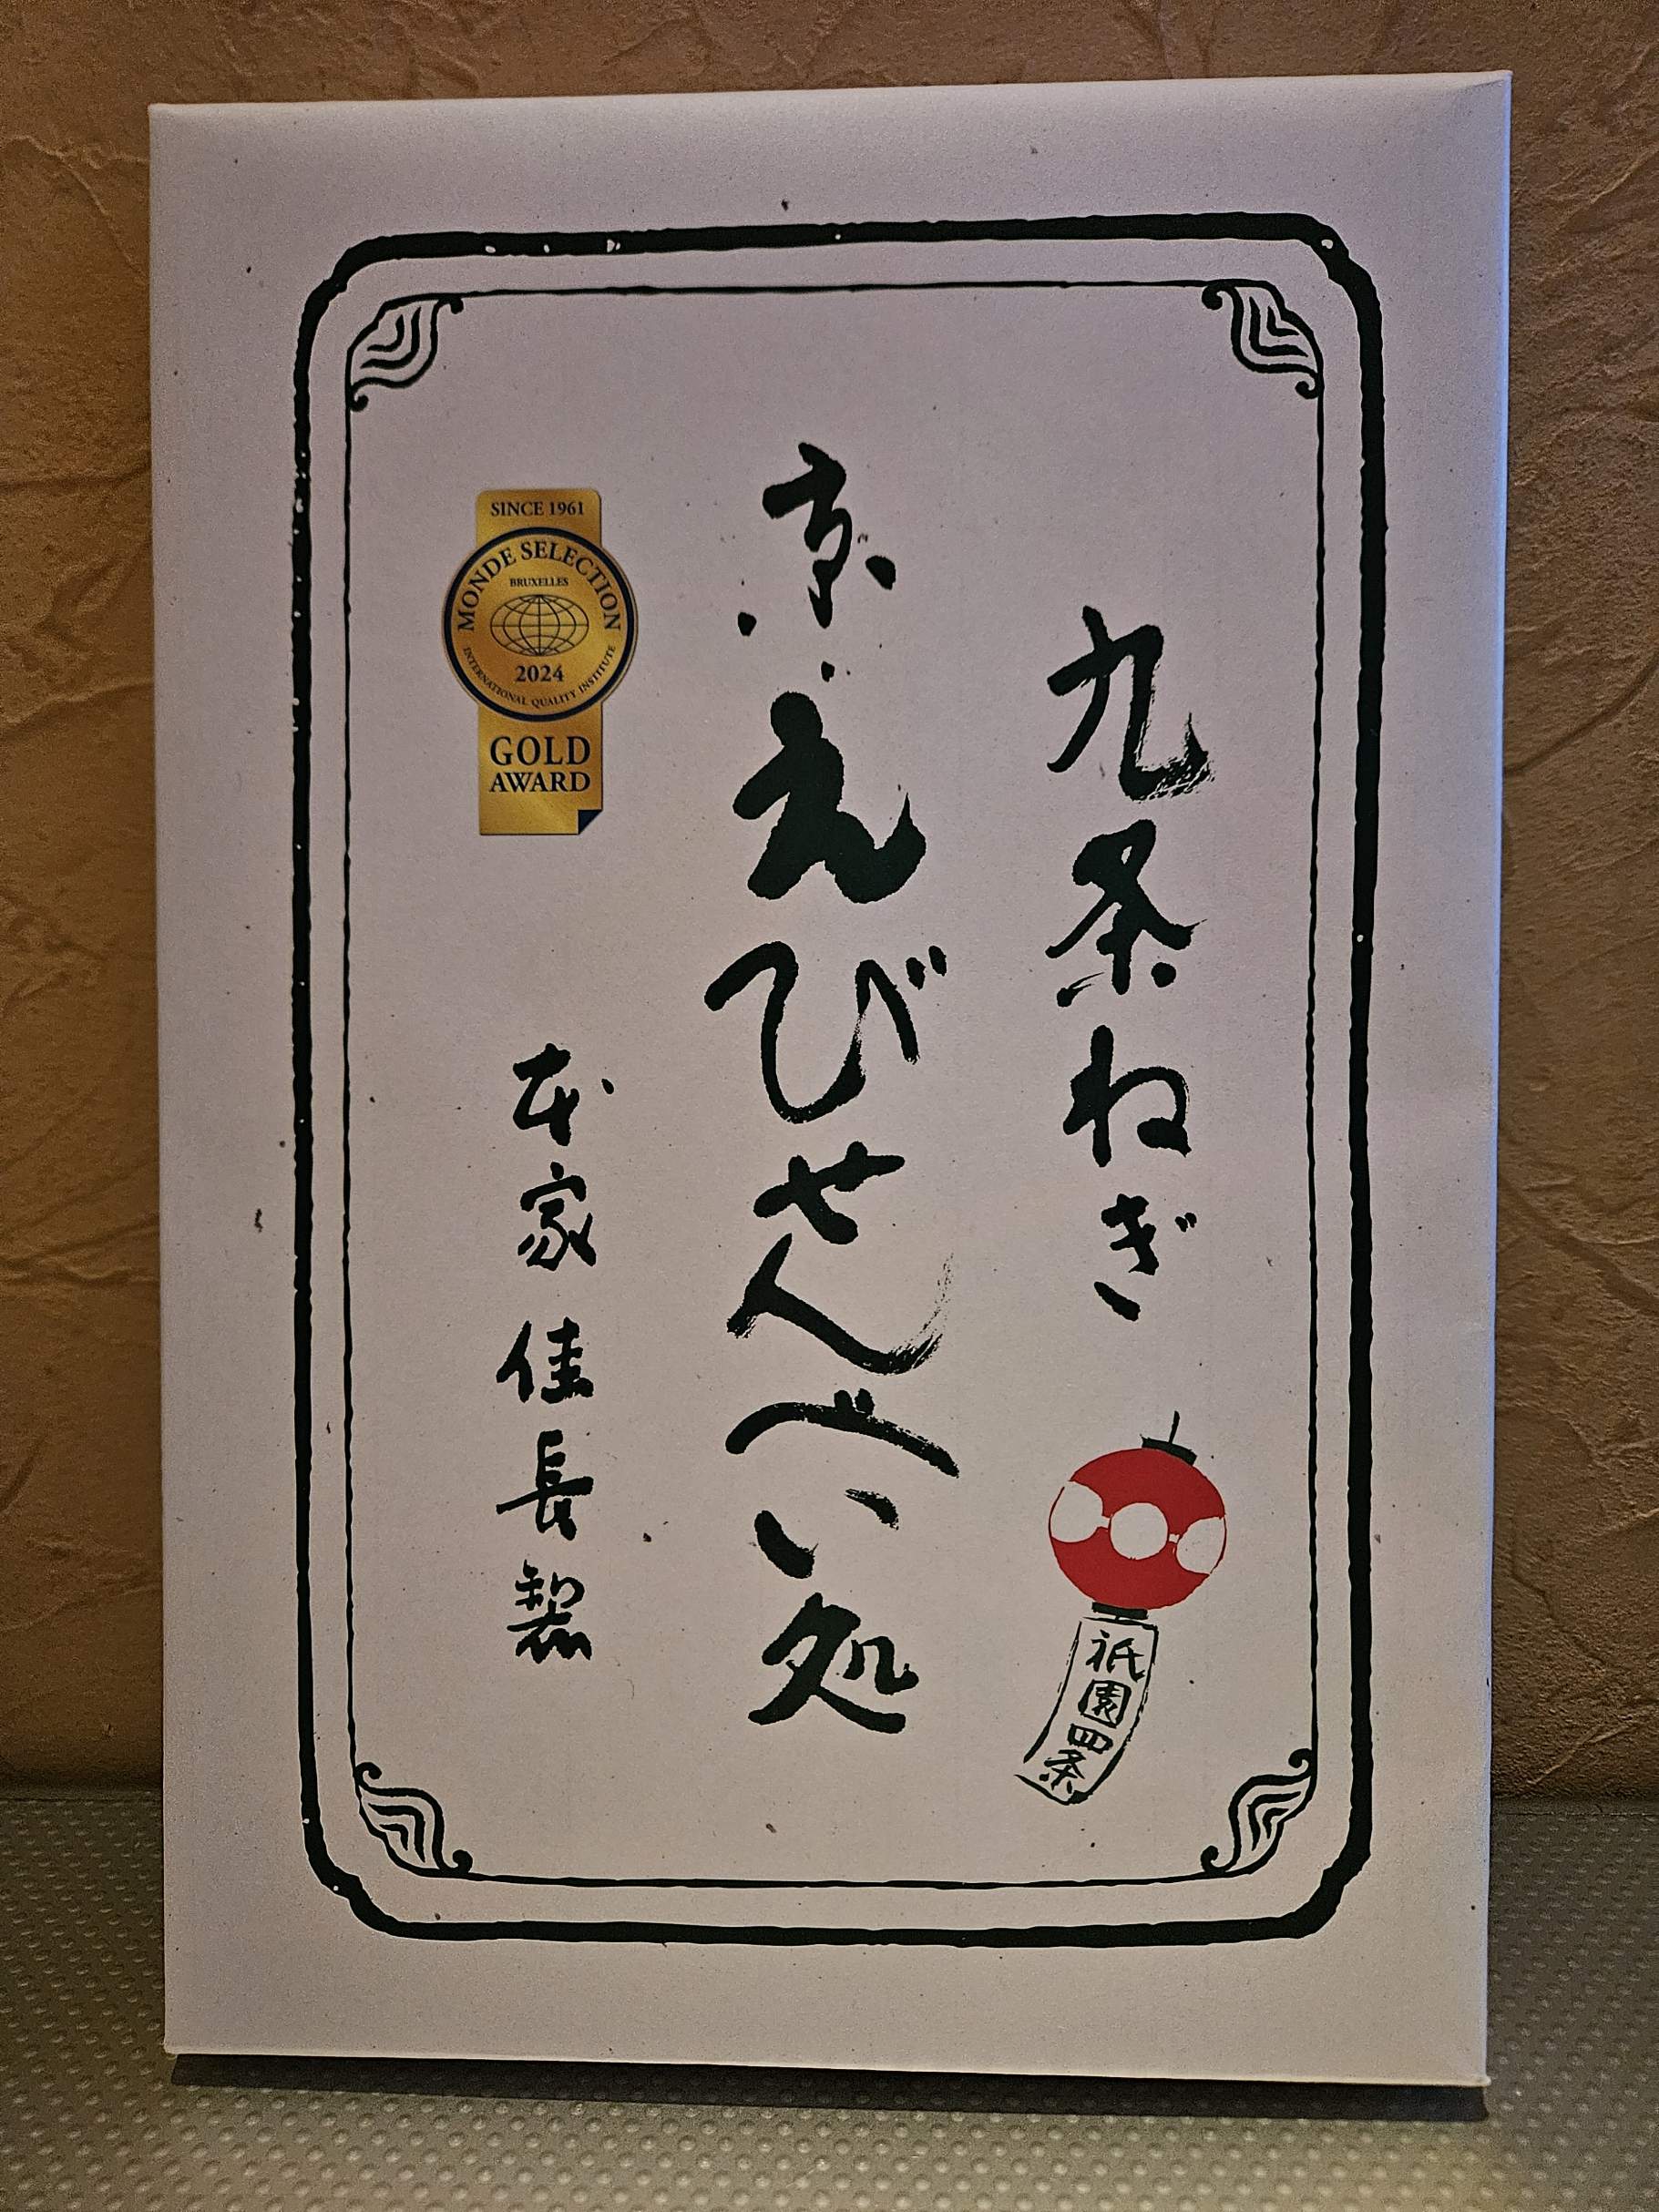 九条ねぎ
祇園四条
京えびせんべい処
SINCE 1961
MONDE SELECTION
BRUXELLES
2024
INTERNATIONAL QUALITY INSTITUTE
GOLD
AWARD
本家佳長製